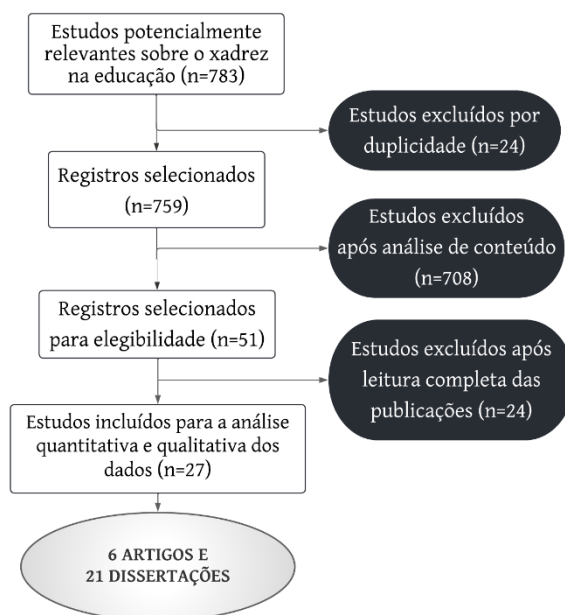 Estudos potencialmente
relevantes sobre o xadrez
na educação (n=783)
Estudos excluídos por
duplicidade (n=24)
Registros selecionados
(n=759)
Estudos excluídos
após análise de conteúdo
(n=708)
Registros selecionados
para elegibilidade (n=51)
Estudos excluídos após
leitura completa das
publicações (n=24)
Estudos incluídos para a análise
quantitativa e qualitativa dos
dados (n=27)
6 ARTIGOS E
21 DISSERTAÇÕES